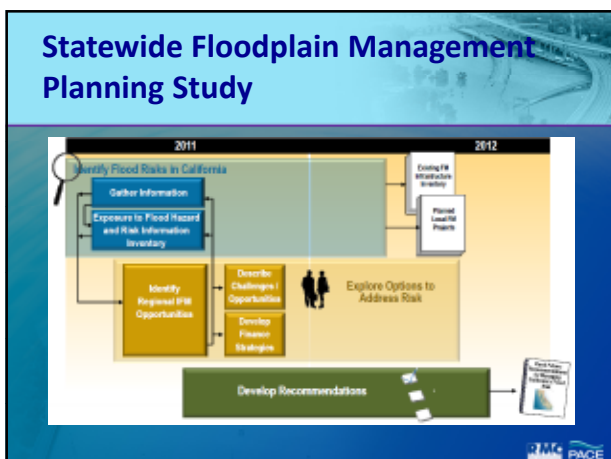 Statewide Floodplain Management
Planning Study
2011
2012
Identify Flood Risks in California
Gather Information
Exposure to Flood Hazard
and Risk Information
Inventory
Existing FM
Infrastructure
Inventory
Planned
Local FM
Projects
Identify
Regional IFM
Opportunities
Describe
Challenges /
Opportunities
Develop
Finance
Strategies
Explore Options to
Address Risk
Develop Recommendations
Recommendations
RMC PACE